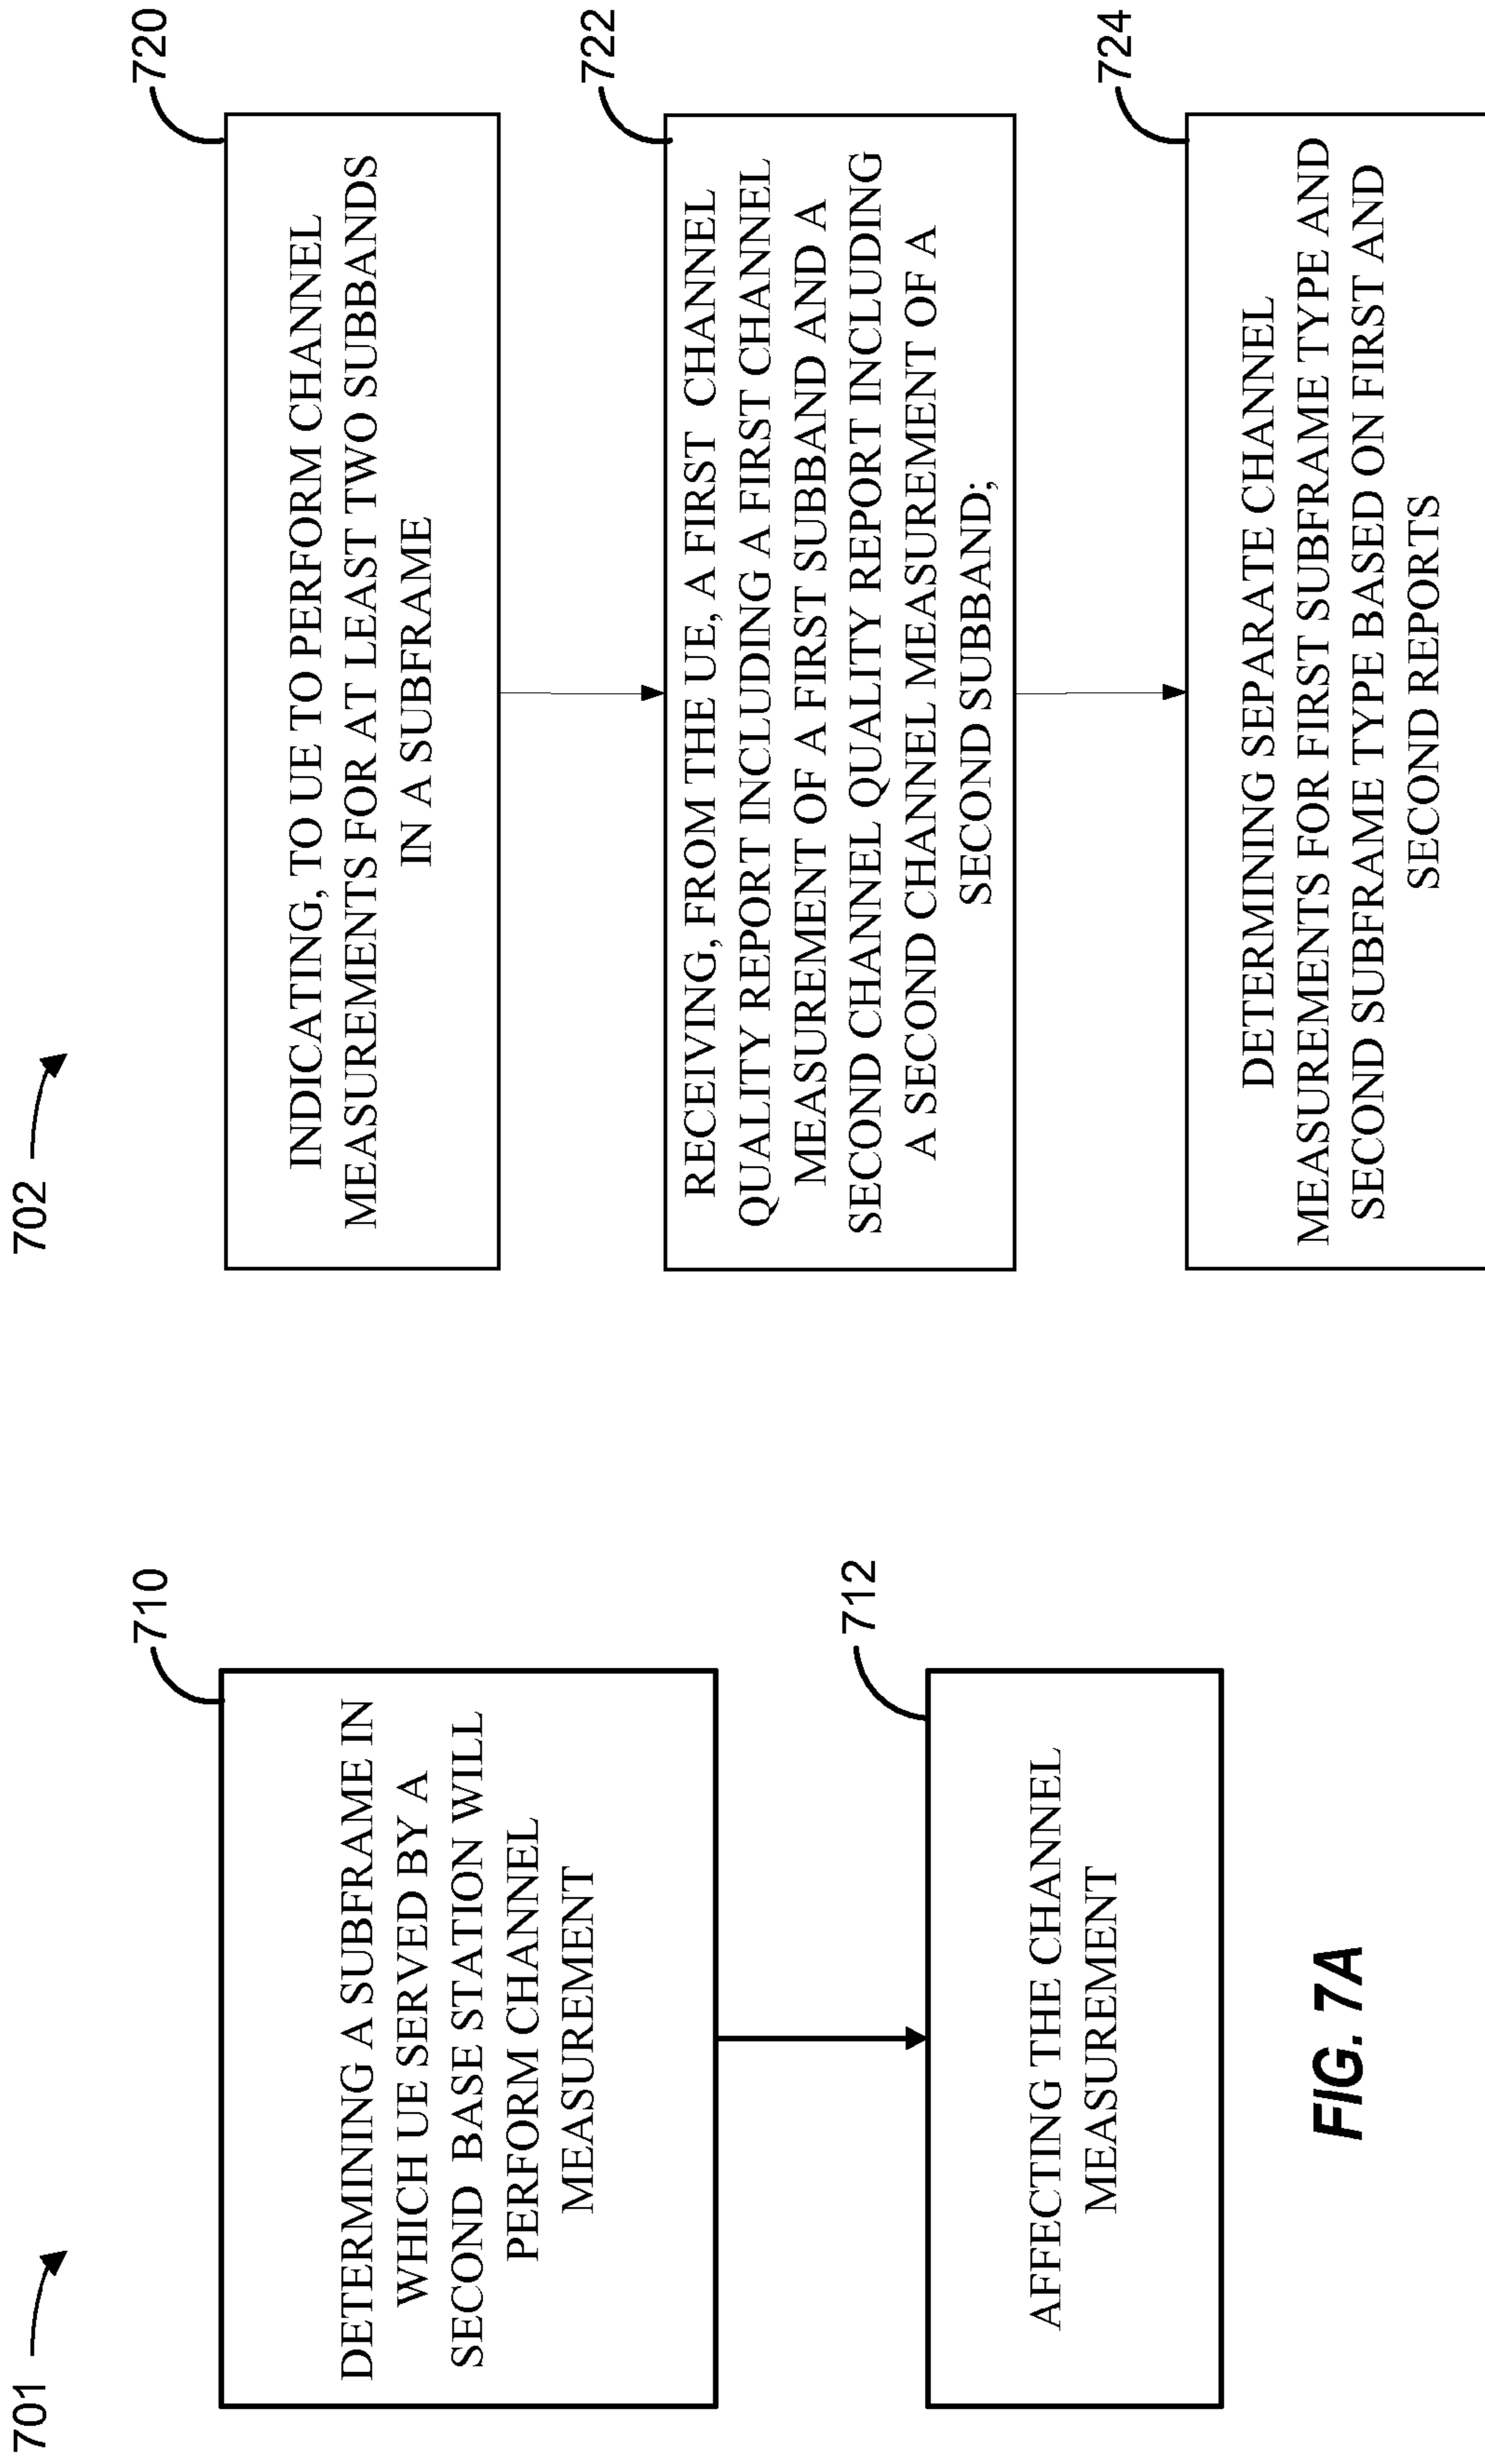 701
710
DETERMINING A SUBFRAME IN
WHICH UE SERVED BY A
SECOND BASE STATION WILL
PERFORM CHANNEL
MEASUREMENT
712
AFFECTING THE CHANNEL
MEASUREMENT
FIG. 7A
702
720
INDICATING, TO UE TO PERFORM CHANNEL
MEASUREMENTS FOR AT LEAST TWO SUBBANDS
IN A SUBFRAME
722
RECEIVING, FROM THE UE, A FIRST CHANNEL
QUALITY REPORT INCLUDING A FIRST CHANNEL
MEASUREMENT OF A FIRST SUBBAND AND A
SECOND CHANNEL QUALITY REPORT INCLUDING
A SECOND CHANNEL MEASUREMENT OF A
SECOND SUBBAND;
724
DETERMINING SEPARATE CHANNEL
MEASUREMENTS FOR FIRST SUBFRAME TYPE AND
SECOND SUBFRAME TYPE BASED ON FIRST AND
SECOND REPORTS